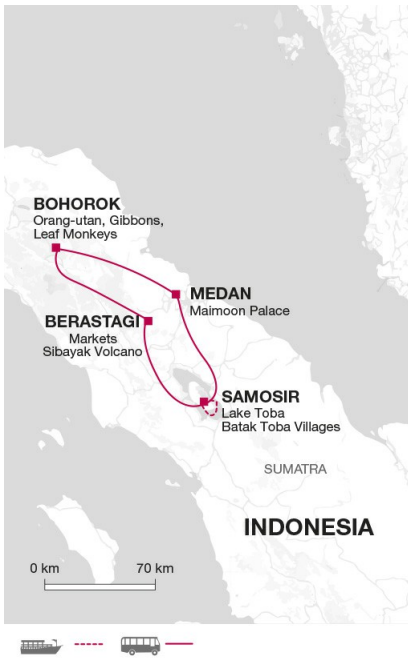 BOHOROK
Orang-utan, Gibbons,
Leaf Monkeys
MEDAN
Maimoon Palace
BERASTAGI
Markets
Sibayak Volcano
SAMOSIR
Lake Toba
Batak Toba Villages
SUMATRA
INDONESIA
0 km 70 km